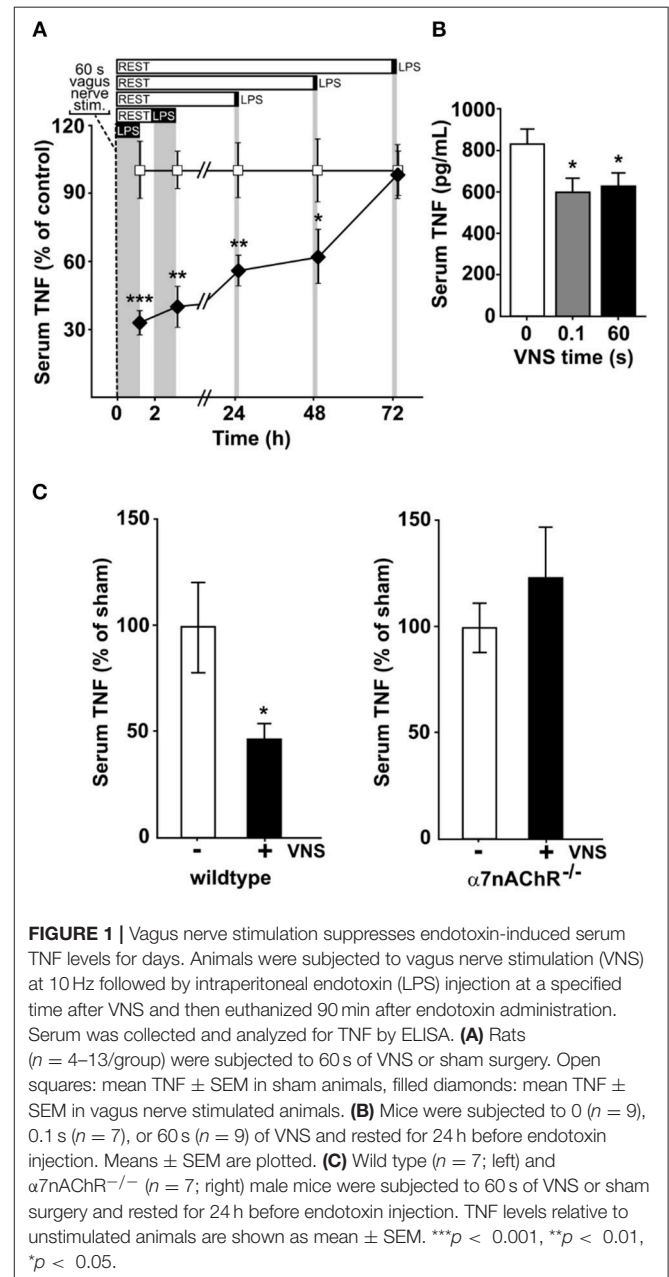 A
B
REST
LPS
REST
LPS
REST
LPS
REST LPS
LPS
60 s
vagus
nerve
stim.
120
90
60
30
Serum TNF (% of control)
***
**
**
*
0 2 24 48 72
Time (h)
1000
800
600
400
200
0
Serum TNF (pg/mL)
* *
0 0.1 60
VNS time (s)
C
150
100
50
0
Serum TNF (% of sham)
*
- + VNS
wildtype
150
100
50
0
Serum TNF (% of sham)
- + VNS
α7nAChR−/−
FIGURE 1 | Vagus nerve stimulation suppresses endotoxin-induced serum
TNF levels for days. Animals were subjected to vagus nerve stimulation (VNS)
at 10 Hz followed by intraperitoneal endotoxin (LPS) injection at a specified
time after VNS and then euthanized 90 min after endotoxin administration.
Serum was collected and analyzed for TNF by ELISA. (A) Rats
(n = 4–13/group) were subjected to 60 s of VNS or sham surgery. Open
squares: mean TNF ± SEM in sham animals, filled diamonds: mean TNF ±
SEM in vagus nerve stimulated animals. (B) Mice were subjected to 0 (n = 9),
0.1 s (n = 7), or 60 s (n = 9) of VNS and rested for 24 h before endotoxin
injection. Means ± SEM are plotted. (C) Wild type (n = 7; left) and
α7nAChR−/− (n = 7; right) male mice were subjected to 60 s of VNS or sham
surgery and rested for 24 h before endotoxin injection. TNF levels relative to
unstimulated animals are shown as mean ± SEM. ***p < 0.001, **p < 0.01,
*p < 0.05.